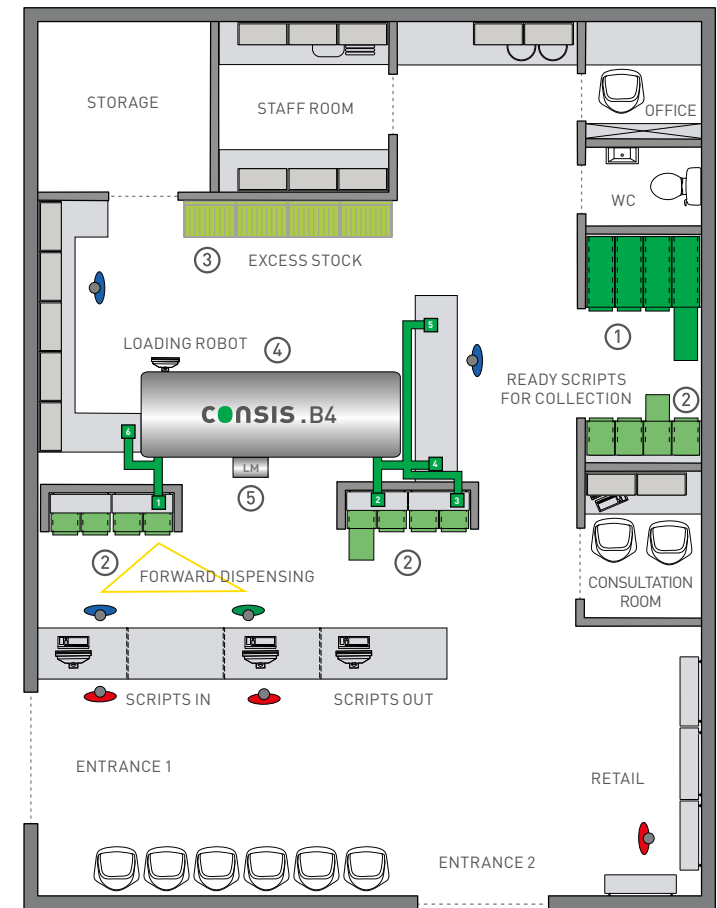 STORAGE
STAFF ROOM
OFFICE
WC
3
EXCESS STOCK
1
5
LOADING ROBOT
4
READY SCRIPTS
FOR COLLECTION
2
CONSIS.B4
6
4
LM
5
1
2
3
2
FORWARD DISPENSING
2
CONSULTATION
ROOM
SCRIPTS IN
SCRIPTS OUT
ENTRANCE 1
RETAIL
ENTRANCE 2